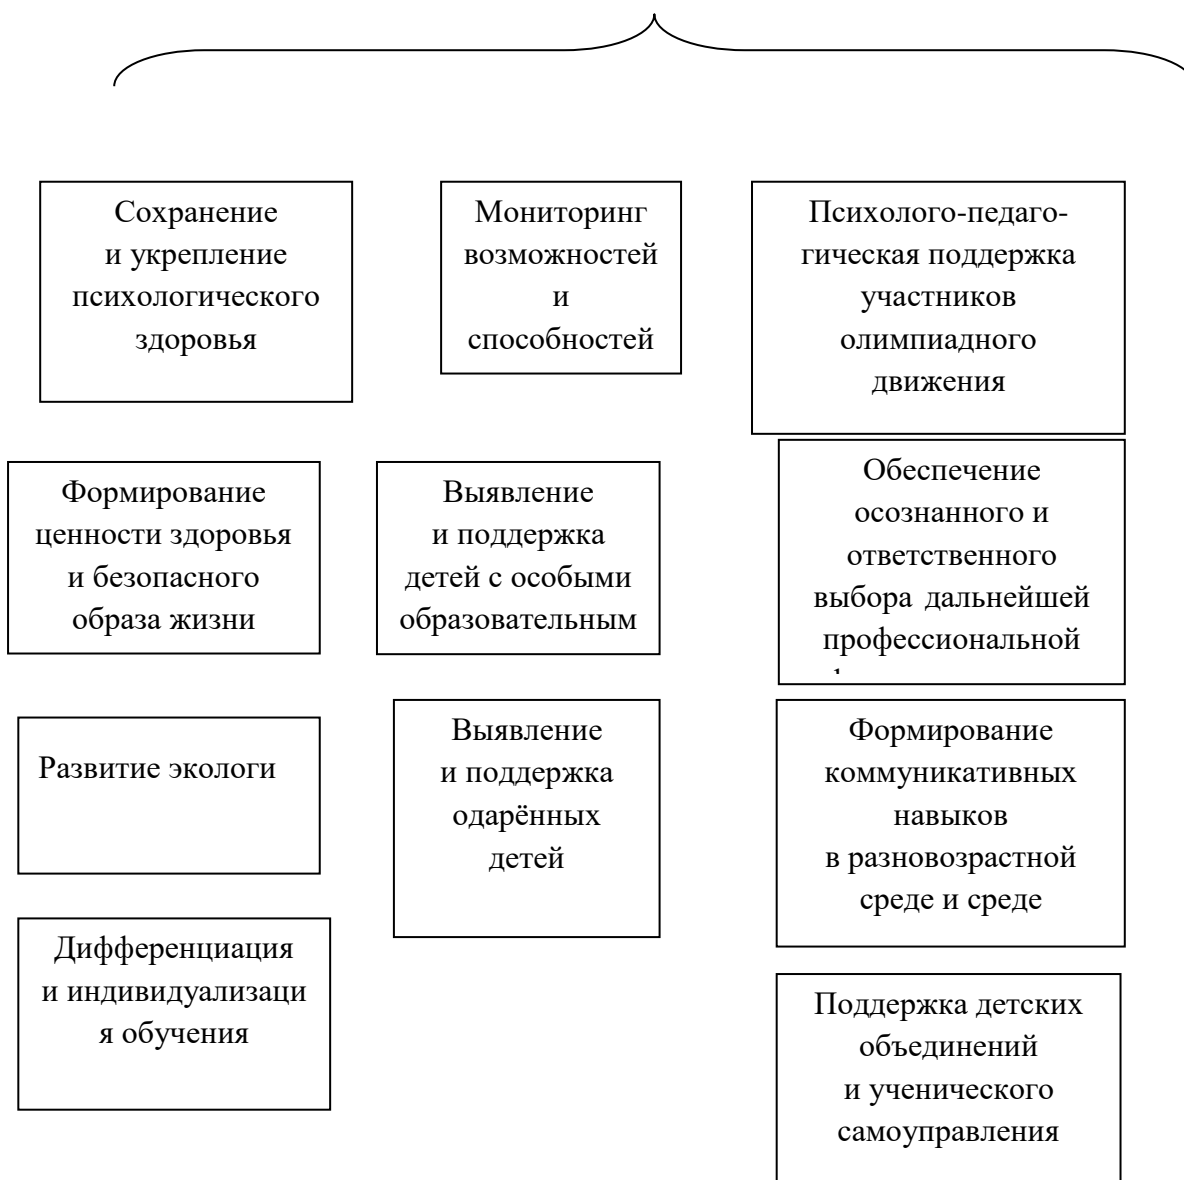 Сохранение
и укрепление
психологического
здоровья
Мониторинг
возможностей
и
способностей
Психолого-педаго-
гическая поддержка
участников
олимпиадного
движения
Формирование
ценности здоровья
и безопасного
образа жизни
Выявление
и поддержка
детей с особыми
образовательным
Обеспечение
осознанного и
ответственного
выбора дальнейшей
профессиональной
Развитие экологи
Выявление
и поддержка
одарённых
детей
Формирование
коммуникативных
навыков
в разновозрастной
среде и среде
Дифференциация
и индивидуализаци
я обучения
Поддержка детских
объединений
и ученического
самоуправления